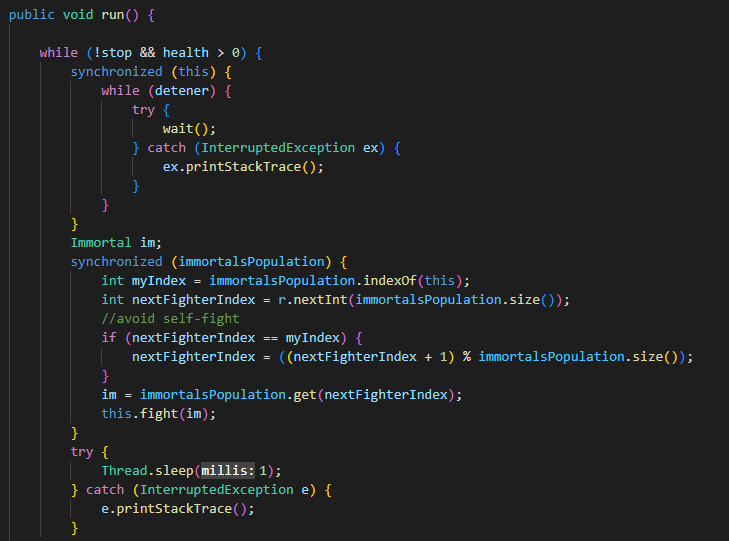 public void run() {
while (!stop && health > 0) {
synchronized (this) {
while (detener) {
try {
wait();
} catch (InterruptedException ex) {
ex.printStackTrace();
}
}
}
Immortal im;
synchronized (immortalsPopulation) {
int myIndex = immortalsPopulation.indexOf(this);
int nextFighterIndex = r.nextInt(immortalsPopulation.size());
//avoid self-fight
if (nextFighterIndex == myIndex) {
nextFighterIndex = ((nextFighterIndex + 1) % immortalsPopulation.size());
}
im = immortalsPopulation.get(nextFighterIndex);
this.fight(im);
}
try {
Thread.sleep(millis: 1);
} catch (InterruptedException e) {
e.printStackTrace();
}